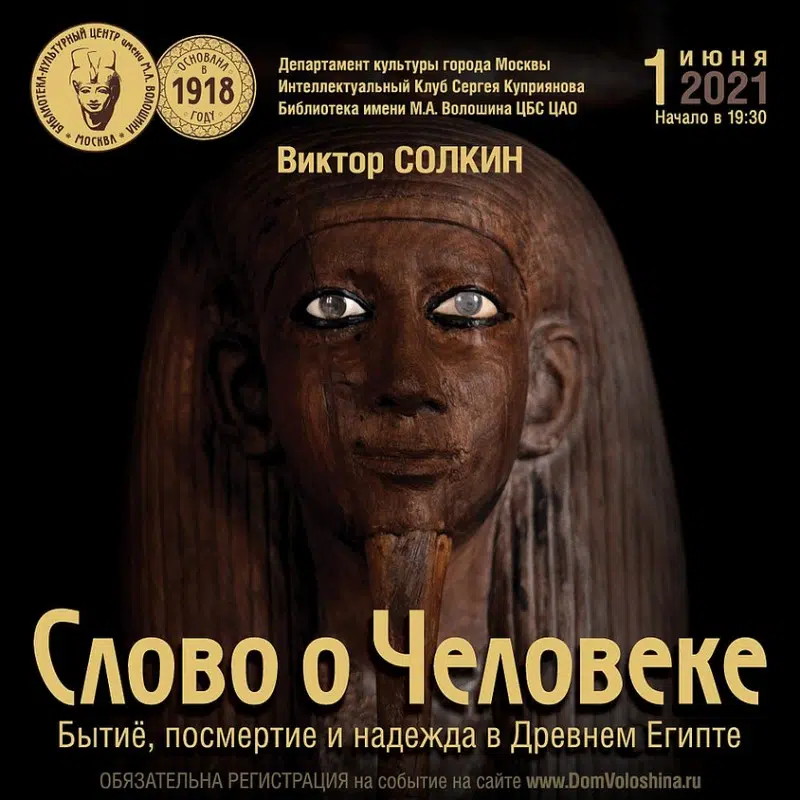 БИБЛИОТЕКА-КУЛЬТУРНЫЙ ЦЕНТР имени М.А. ВОЛОШИНА
МОСКВА
ОСНОВАНА
В
1918
ГОДУ
Департамент культуры города Москвы
Интеллектуальный Клуб Сергея Куприянова
Библиотека имени М.А. Волошина ЦБС ЦАО
1 ИЮНЯ
2021
Начало в 19:30
Виктор СОЛКИН
Слово о Человеке
Бытиё, посмертие и надежда в Древнем Египте
ОБЯЗАТЕЛЬНА РЕГИСТРАЦИЯ на событие на сайте www.DomVoloshina.ru